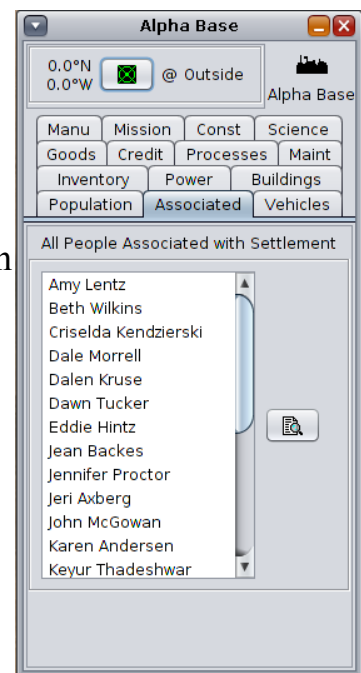 Alpha Base
0.0°N
0.0°W
@ Outside
Alpha Base
Manu Mission Const Science
Goods Credit Processes Maint
Inventory Power Buildings
Population Associated Vehicles
All People Associated with Settlement
Amy Lentz
Beth Wilkins
Criselda Kendzierski
Dale Morrell
Dalen Kruse
Dawn Tucker
Eddie Hintz
Jean Backes
Jennifer Proctor
Jeri Axberg
John McGowan
Karen Andersen
Keyur Thadeshwar